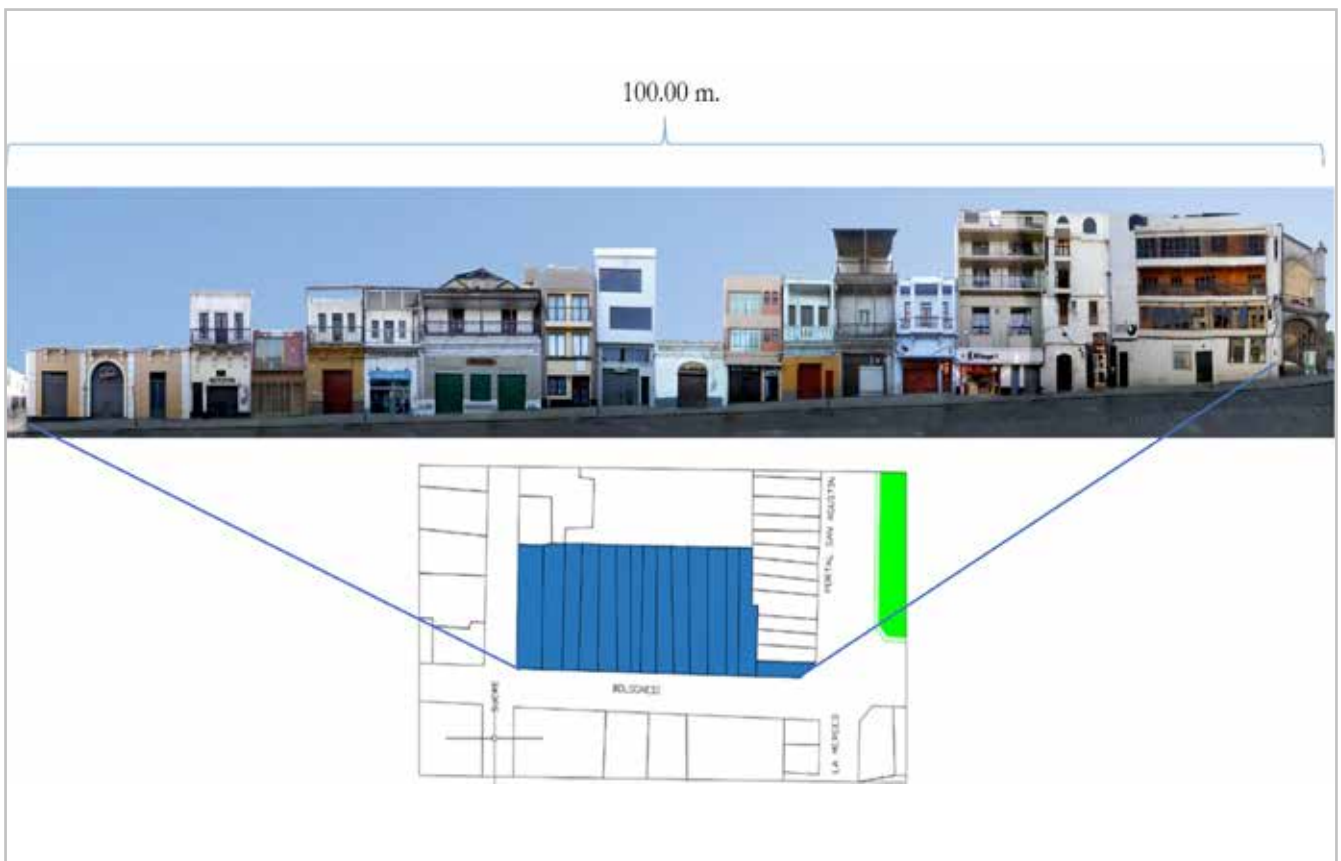 100.00 m.
PORTAL SAN AGUSTIN
BOLOGNESI
SUCRE
LA MERCED